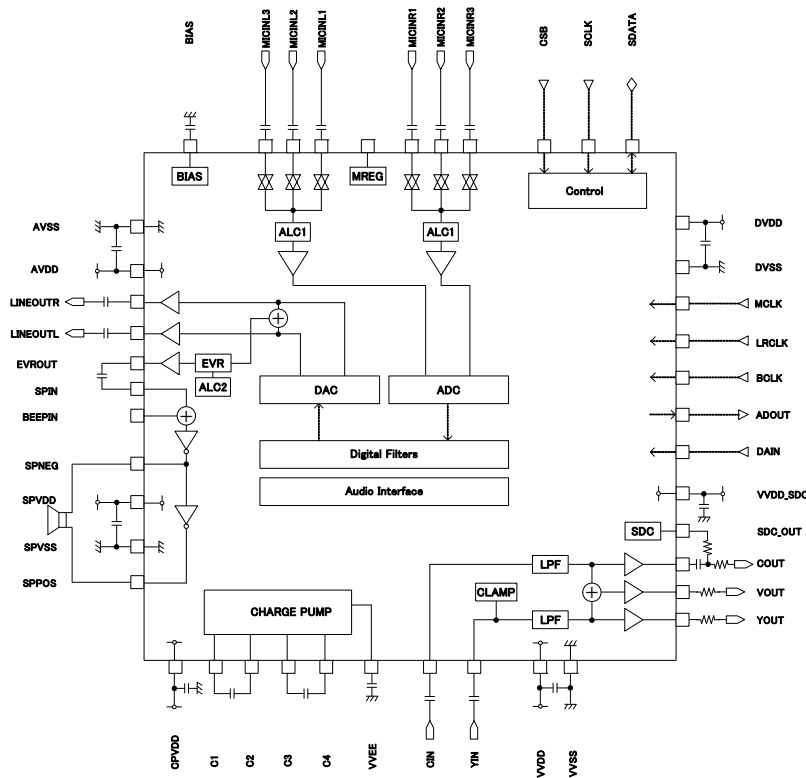 BIAS
MICINL3
MICINL2
MICINL1
MICINR1
MICINR2
MICINR3
CSB
SCLK
SDATA
BIAS
MREG
Control
ALC1
ALC1
AVSS
AVDD
LINEOUTR
LINEOUTL
EVROUT
SPIN
BEEPIN
SPNEG
SPVDD
SPVSS
SPPOS
EVR
ALC2
DAC
ADC
Digital Filters
Audio Interface
DVDD
DVSS
MCLK
LRCLK
BCLK
ADOUT
DAIN
VVDD_SDC
SDC
SDC_OUT
LPF
COUT
CLAMP
VOUT
LPF
YOUT
CHARGE PUMP
CPVDD
C1
C2
C3
C4
VVEE
CIN
YIN
VVDD
VVSS